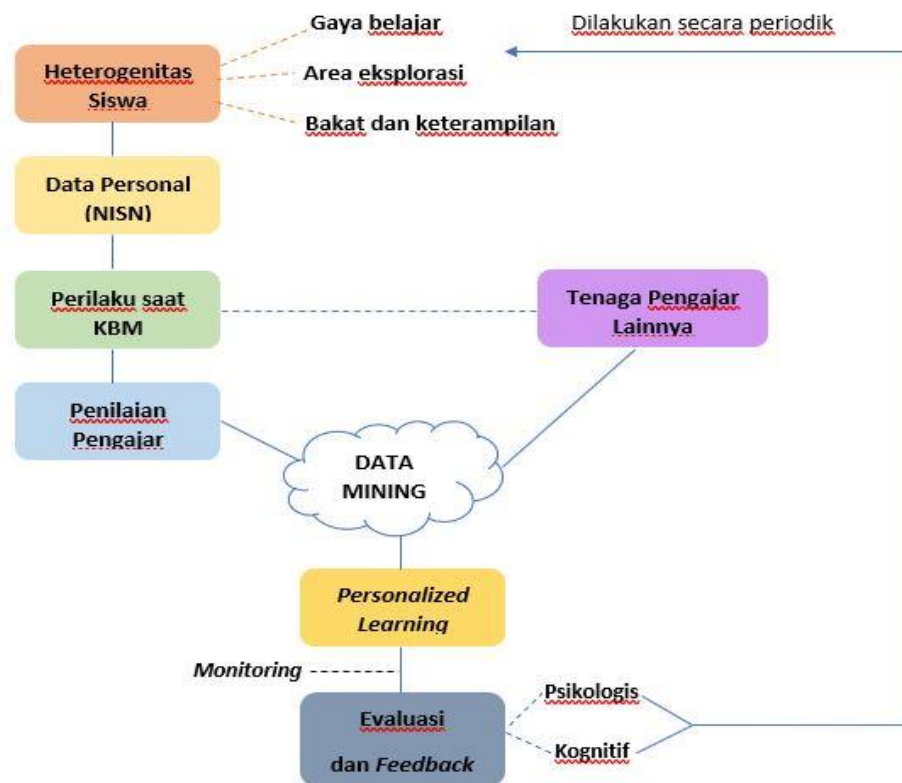 Gaya belajar
Dilakukan secara periodik
Heterogenitas
Siswa
Area eksplorasi
Bakat dan keterampilan
Data Personal
(NISN)
Perilaku saat
KBM
Tenaga Pengajar
Lainnya
Penilaian
Pengajar
DATA
MINING
Personalized
Learning
Monitoring
Evaluasi
dan Feedback
Psikologis
Kognitif